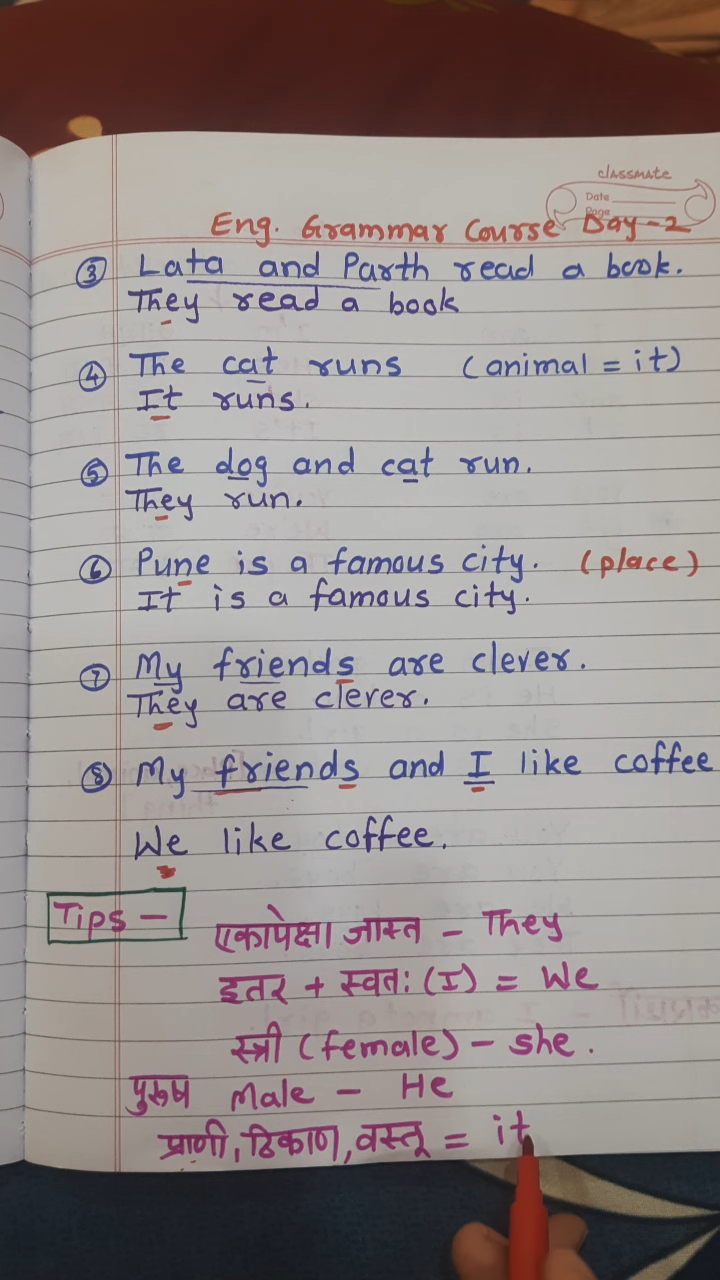 classmate
Date
Page
Eng. Grammar Course Day-2
③ Lata and Parth read a book.
They read a book
④ The cat runs (animal = it)
It runs.
⑤ The dog and cat run.
They run.
⑥ Pune is a famous city. (place)
It is a famous city.
⑦ My friends are clever.
They are clever.
⑧ My friends and I like coffee
We like coffee.
Tips -
एकापेक्षा जास्त - They
इतर + स्वतः (I) = We
स्त्री (female) - she.
पुरूष Male - He
प्राणी, ठिकाण, वस्तू = it